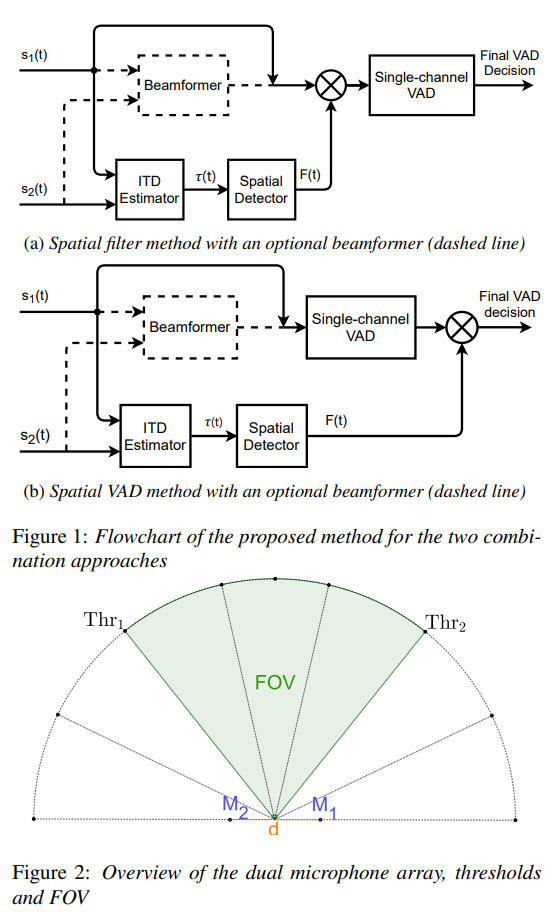 s1(t)
Beamformer
Single-channel
VAD
Final VAD
Decision
s2(t)
ITD
Estimator
τ(t)
Spatial
Detector
F(t)
(a) Spatial filter method with an optional beamformer (dashed line)
s1(t)
Beamformer
Single-channel
VAD
Final VAD
decision
s2(t)
ITD
Estimator
τ(t)
Spatial
Detector
F(t)
(b) Spatial VAD method with an optional beamformer (dashed line)
Figure 1: Flowchart of the proposed method for the two combi-
nation approaches
Thr1
Thr2
FOV
M2
M1
d
Figure 2: Overview of the dual microphone array, thresholds
and FOV